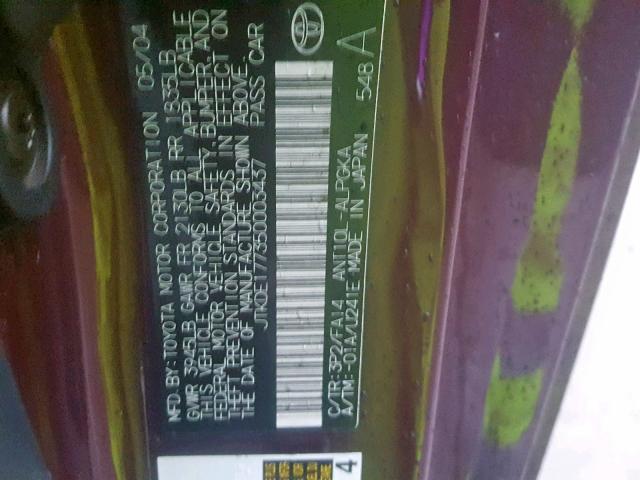 MFD.BY:TOYOTA MOTOR CORPORATION 05/04
GVWR 3945LB GAWR FR 2130LB RR 1835LB
THIS VEHICLE CONFORMS TO ALL APPLICABLE
FEDERAL MOTOR VEHICLE SAFETY, BUMPER, AND
THEFT PREVENTION STANDARDS IN EFFECT ON
THE DATE OF MANUFACTURE SHOWN ABOVE.
JTKDE177350003437 PASS CAR
C/TR:3P2/FA14 ANT10L-ALPGKA
A/TM:-01A/U241E MADE IN JAPAN 548 A
4